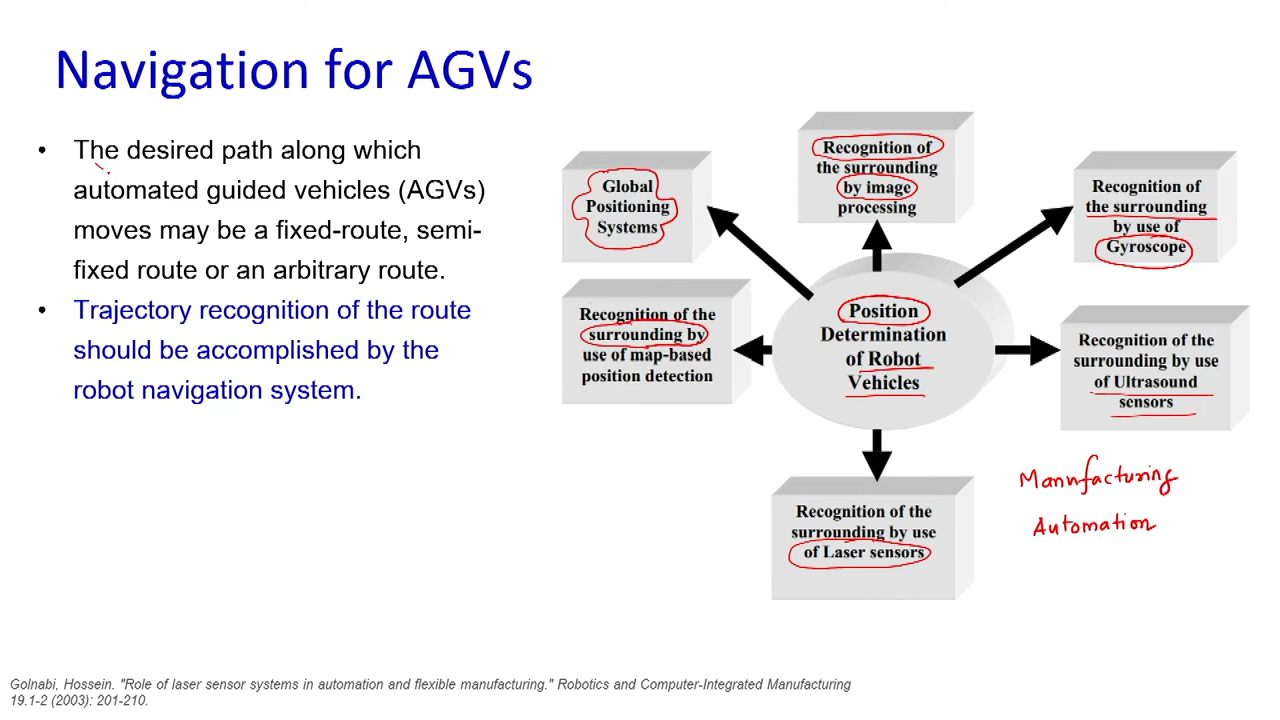 Navigation for AGVs
• The desired path along which
automated guided vehicles (AGVs)
moves may be a fixed-route, semi-
fixed route or an arbitrary route.
• Trajectory recognition of the route
should be accomplished by the
robot navigation system.
Global
Positioning
Systems
Recognition of
the surrounding
by image
processing
Recognition of
the surrounding
by use of
Gyroscope
Recognition of the
surrounding by
use of map-based
position detection
Position
Determination
of Robot
Vehicles
Recognition of the
surrounding by use
of Ultrasound
sensors
Recognition of the
surrounding by use
of Laser sensors
Manufacturing
Automation
Golnabi, Hossein. "Role of laser sensor systems in automation and flexible manufacturing." Robotics and Computer-Integrated Manufacturing
19.1-2 (2003): 201-210.